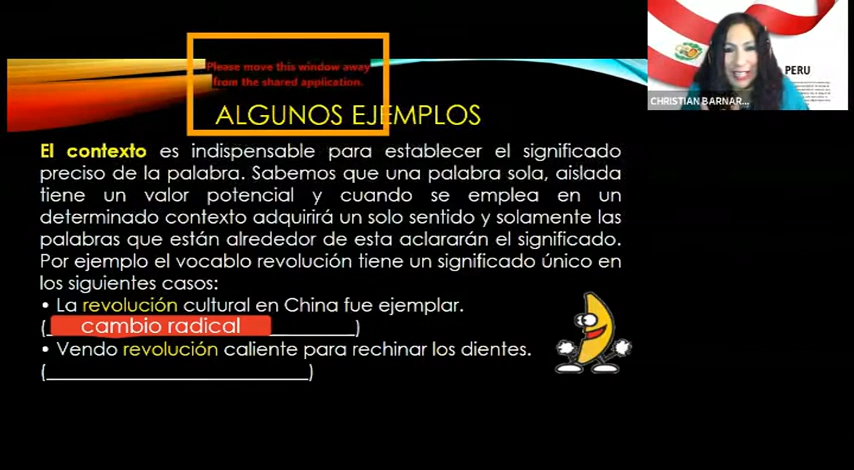 Please move this window away
from the shared application.
ALGUNOS EJEMPLOS
PERU
CHRISTIAN BARNAR...
El contexto es indispensable para establecer el significado
preciso de la palabra. Sabemos que una palabra sola, aislada
tiene un valor potencial y cuando se emplea en un
determinado contexto adquirirá un solo sentido y solamente las
palabras que están alrededor de esta aclararán el significado.
Por ejemplo el vocablo revolución tiene un significado único en
los siguientes casos:
• La revolución cultural en China fue ejemplar.
(cambio radical________)
• Vendo revolución caliente para rechinar los dientes.
(__________________________)